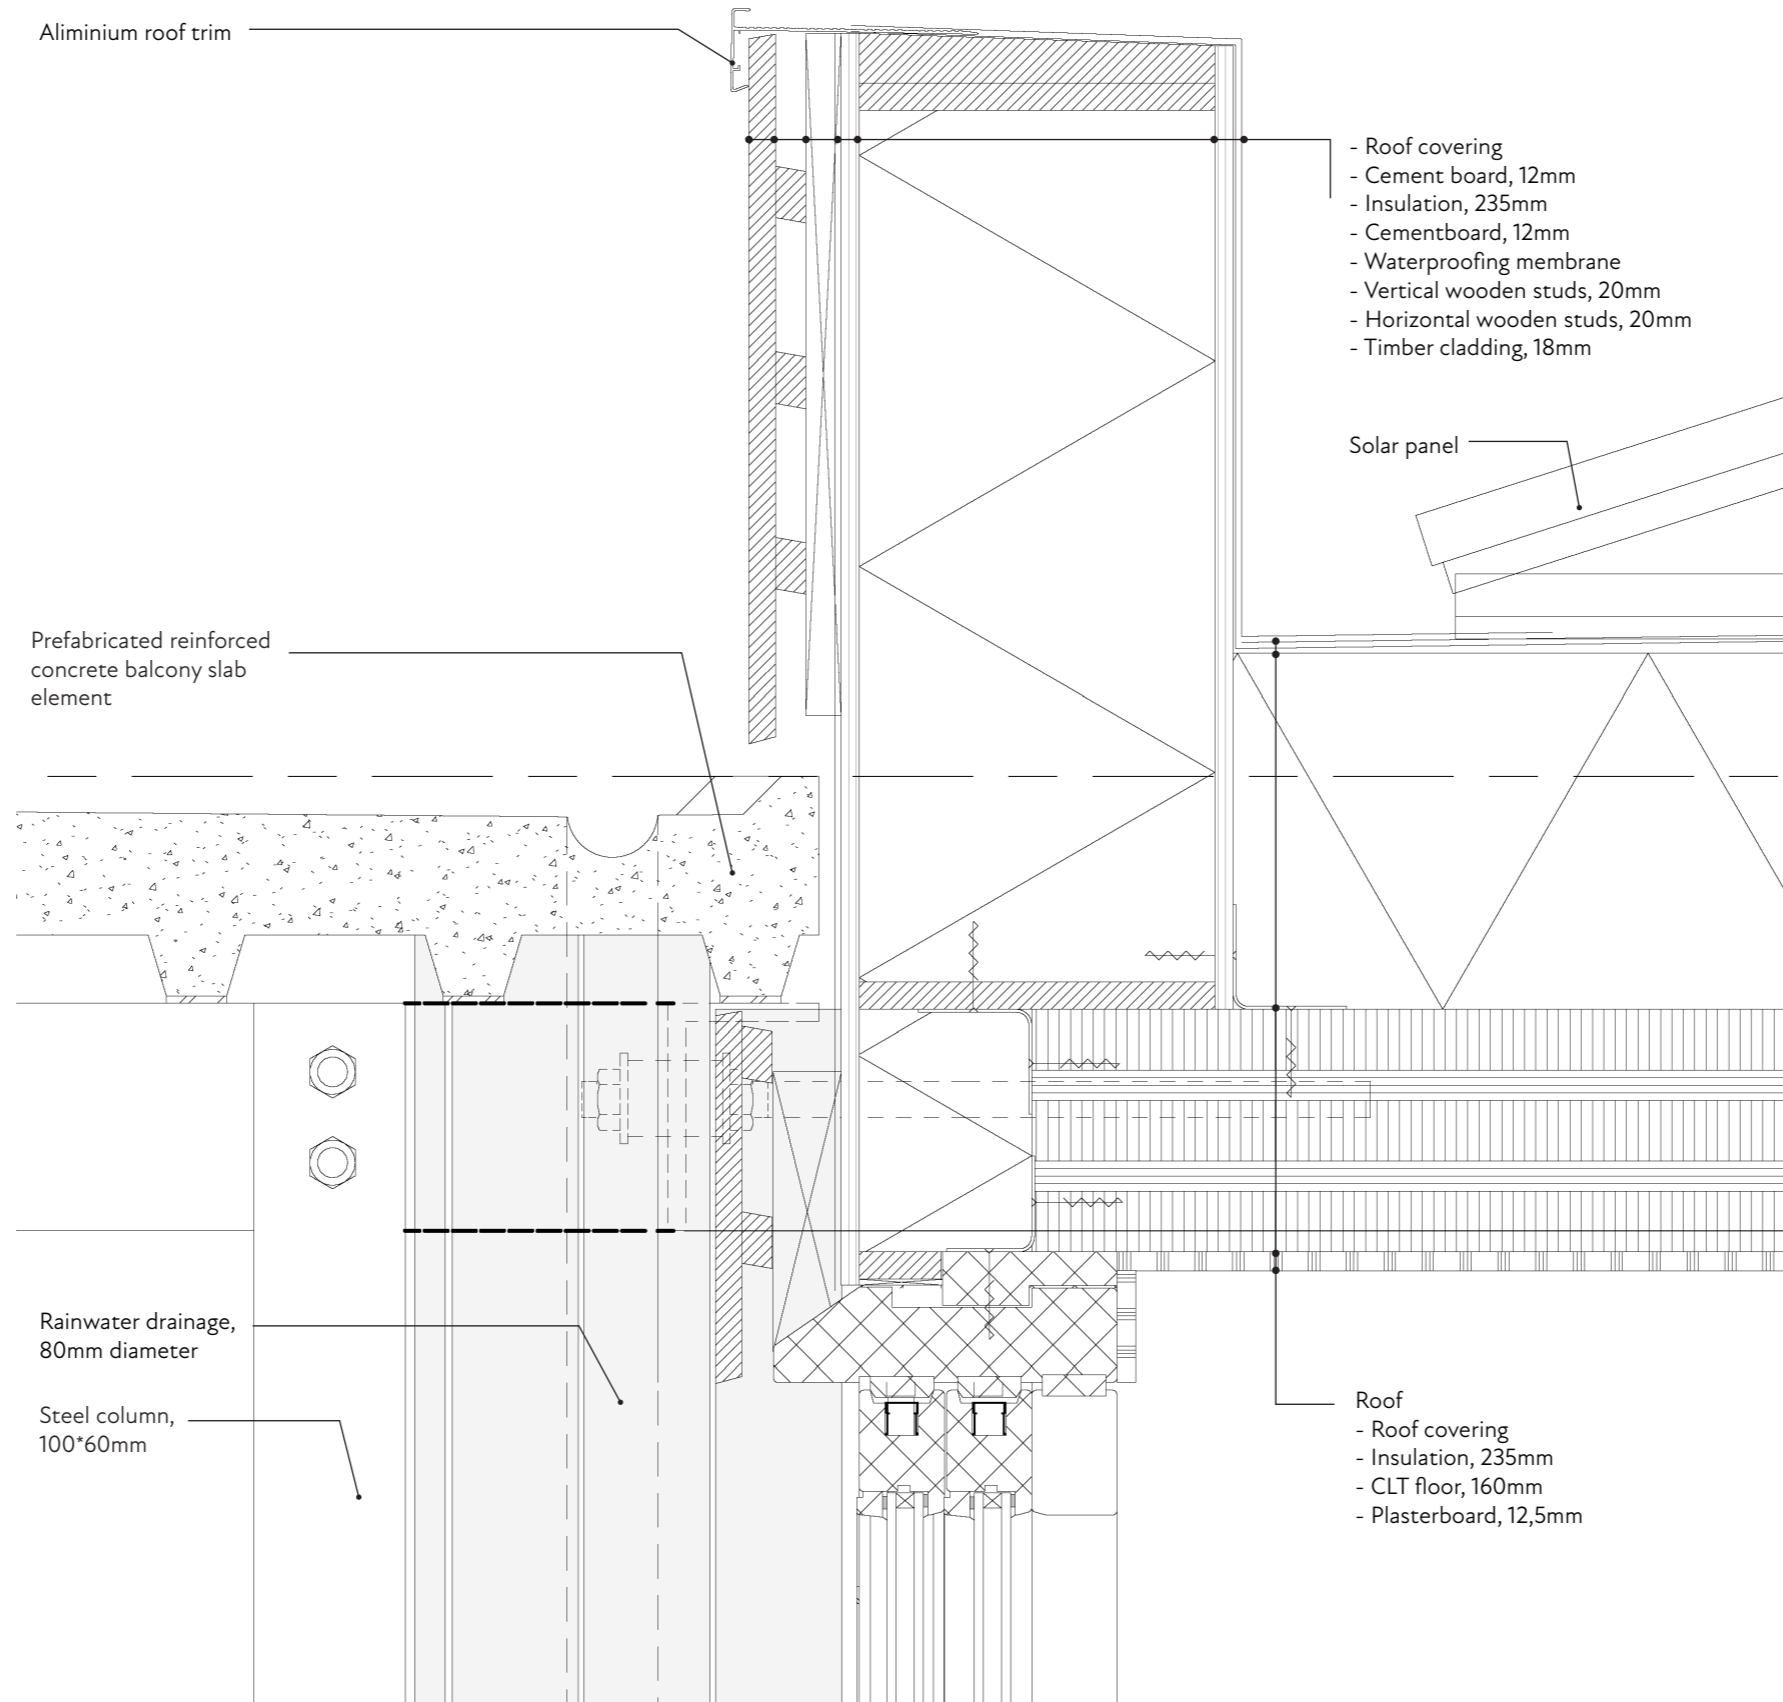 Aliminium roof trim
- Roof covering
- Cement board, 12mm
- Insulation, 235mm
- Cementboard, 12mm
- Waterproofing membrane
- Vertical wooden studs, 20mm
- Horizontal wooden studs, 20mm
- Timber cladding, 18mm
Solar panel
Prefabricated reinforced
concrete balcony slab
element
Rainwater drainage,
80mm diameter
Steel column,
100*60mm
Roof
- Roof covering
- Insulation, 235mm
- CLT floor, 160mm
- Plasterboard, 12,5mm